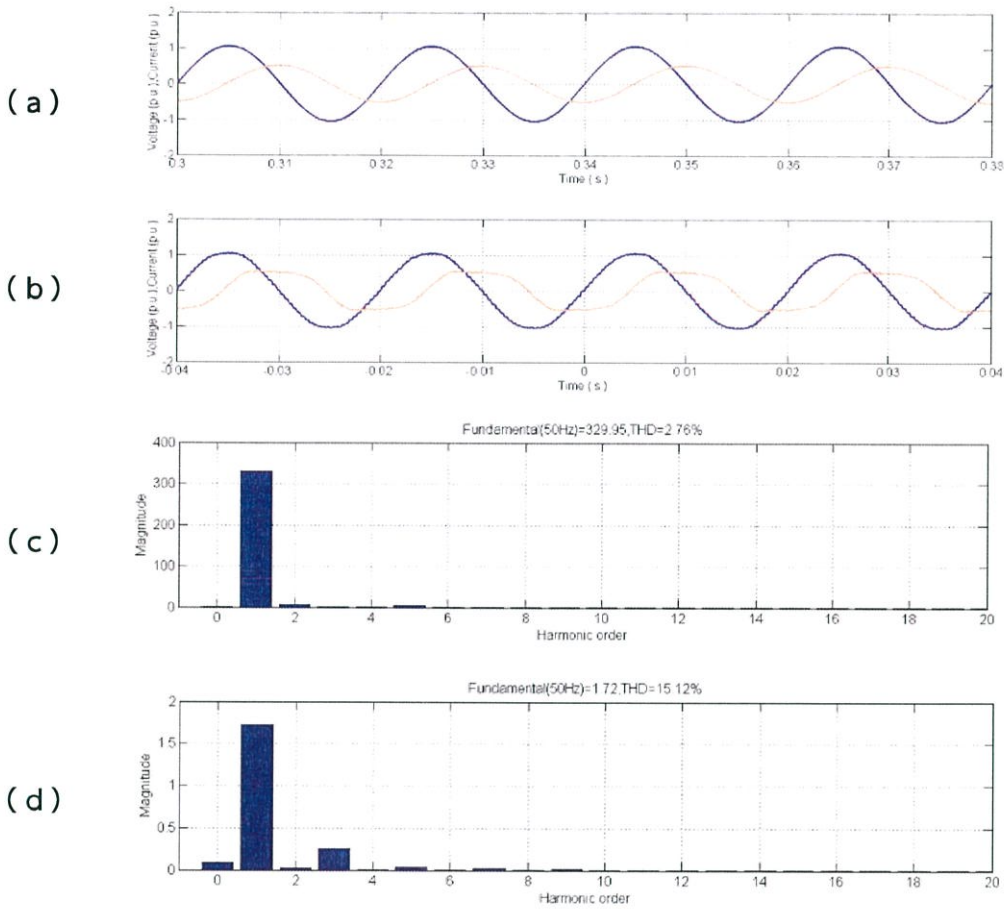 (a)
Voltage (p.u.),Current (p.u.)
2
1
0
-1
-2
0.3 0.31 0.32 0.33 0.34 0.35 0.36 0.37 0.38
Time ( s )
(b)
Voltage (p.u.),Current (p.u.)
2
1
0
-1
-2
-0.04 -0.03 -0.02 -0.01 0 0.01 0.02 0.03 0.04
Time ( s )
(c)
Fundamental(50Hz)=329.95,THD=2.76%
Magnitude
400
300
200
100
0
0 2 4 6 8 10 12 14 16 18 20
Harmonic order
(d)
Fundamental(50Hz)=1.72,THD=15.12%
Magnitude
2
1.5
1
0.5
0
0 2 4 6 8 10 12 14 16 18 20
Harmonic order